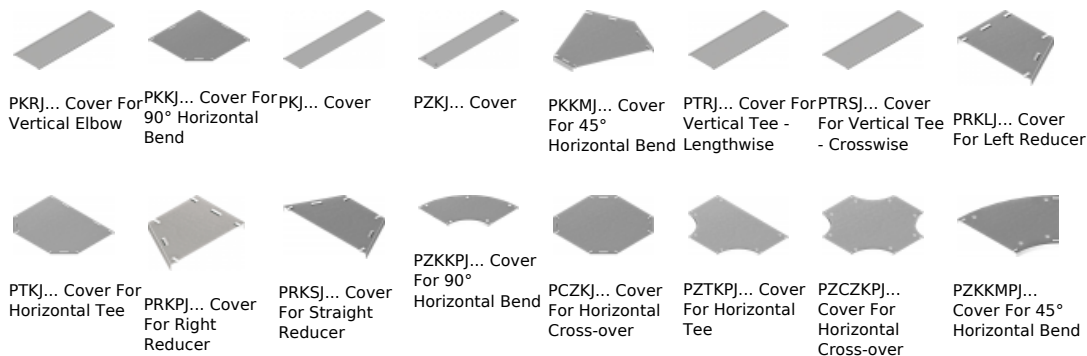 PKRJ... Cover For
Vertical Elbow
PKKJ... Cover For
90° Horizontal
Bend
PKJ... Cover
PZKJ... Cover
PKKMJ... Cover
For 45°
Horizontal Bend
PTRJ... Cover For
Vertical Tee -
Lengthwise
PTRSJ... Cover
For Vertical Tee
- Crosswise
PRKLJ... Cover
For Left Reducer
PTKJ... Cover For
Horizontal Tee
PRKPJ... Cover
For Right
Reducer
PRKSJ... Cover
For Straight
Reducer
PZKKPJ... Cover
For 90°
Horizontal Bend
PCZKJ... Cover
For Horizontal
Cross-over
PZTKPJ... Cover
For Horizontal
Tee
PZCZKPJ...
Cover For
Horizontal
Cross-over
PZKKMPJ...
Cover For 45°
Horizontal Bend